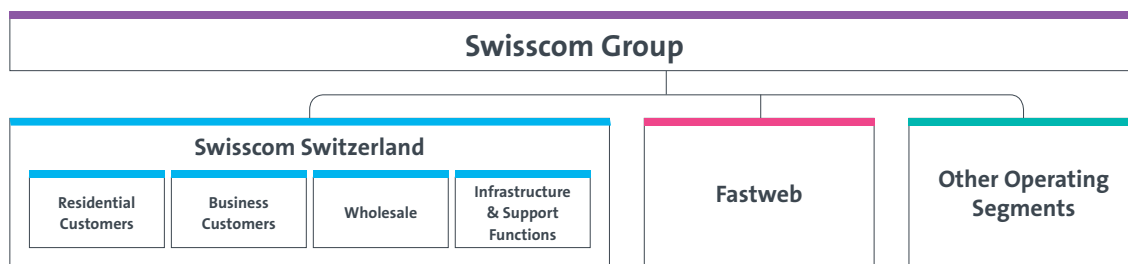 Swisscom Group
Swisscom Switzerland
Residential
Customers
Business
Customers
Wholesale
Infrastructure
& Support
Functions
Fastweb
Other Operating
Segments